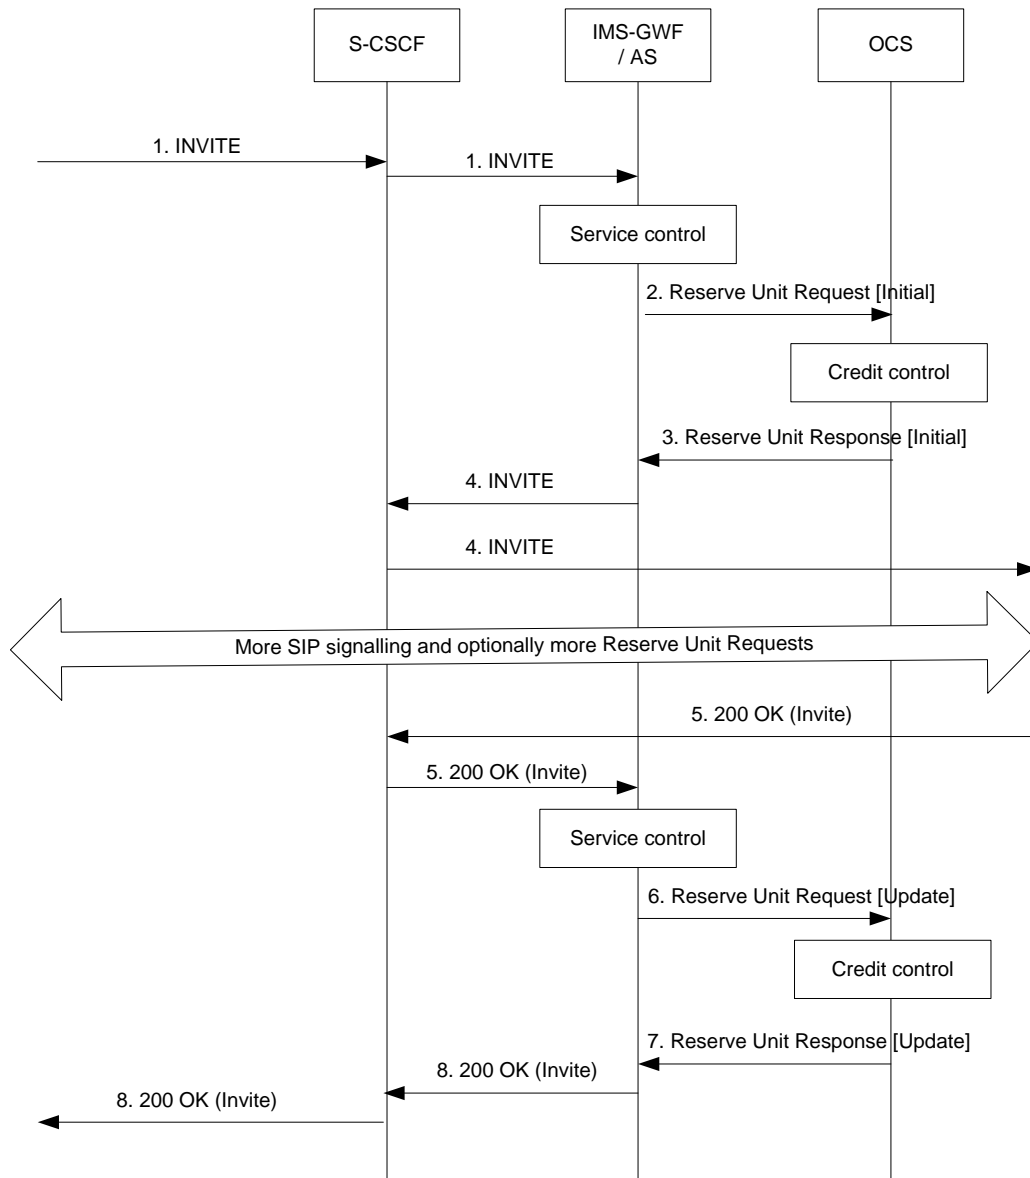 S-CSCF
IMS-GWF
/ AS
OCS
1. INVITE
1. INVITE
Service control
2. Reserve Unit Request [Initial]
Credit control
3. Reserve Unit Response [Initial]
4. INVITE
4. INVITE
More SIP signalling and optionally more Reserve Unit Requests
5. 200 OK (Invite)
5. 200 OK (Invite)
Service control
6. Reserve Unit Request [Update]
Credit control
7. Reserve Unit Response [Update]
8. 200 OK (Invite)
8. 200 OK (Invite)